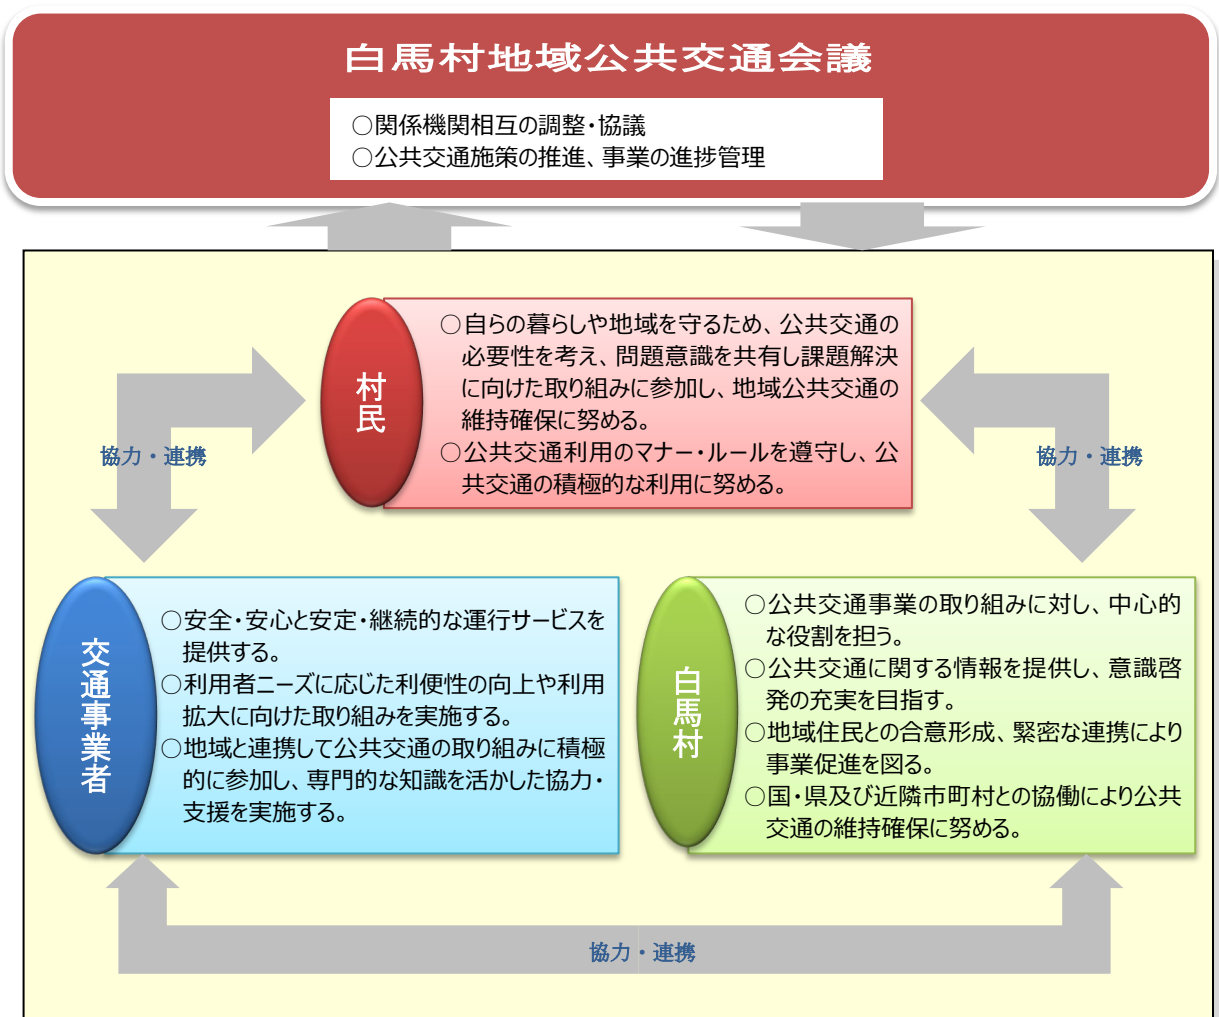 白馬村地域公共交通会議
○関係機関相互の調整・協議
○公共交通施策の推進、事業の進捗管理
村民
○自らの暮らしや地域を守るため、公共交通の
必要性を考え、問題意識を共有し課題解決
に向けた取り組みに参加し、地域公共交通の
維持確保に努める。
○公共交通利用のマナー・ルールを遵守し、公
共交通の積極的な利用に努める。
協力・連携
協力・連携
交通事業者
○安全・安心と安定・継続的な運行サービスを
提供する。
○利用者ニーズに応じた利便性の向上や利用
拡大に向けた取り組みを実施する。
○地域と連携して公共交通の取り組みに積極
的に参加し、専門的な知識を活かした協力・
支援を実施する。
白馬村
○公共交通事業の取り組みに対し、中心的
な役割を担う。
○公共交通に関する情報を提供し、意識啓
発の充実を目指す。
○地域住民との合意形成、緊密な連携により
事業促進を図る。
○国・県及び近隣市町村との協働により公共
交通の維持確保に努める。
協力・連携